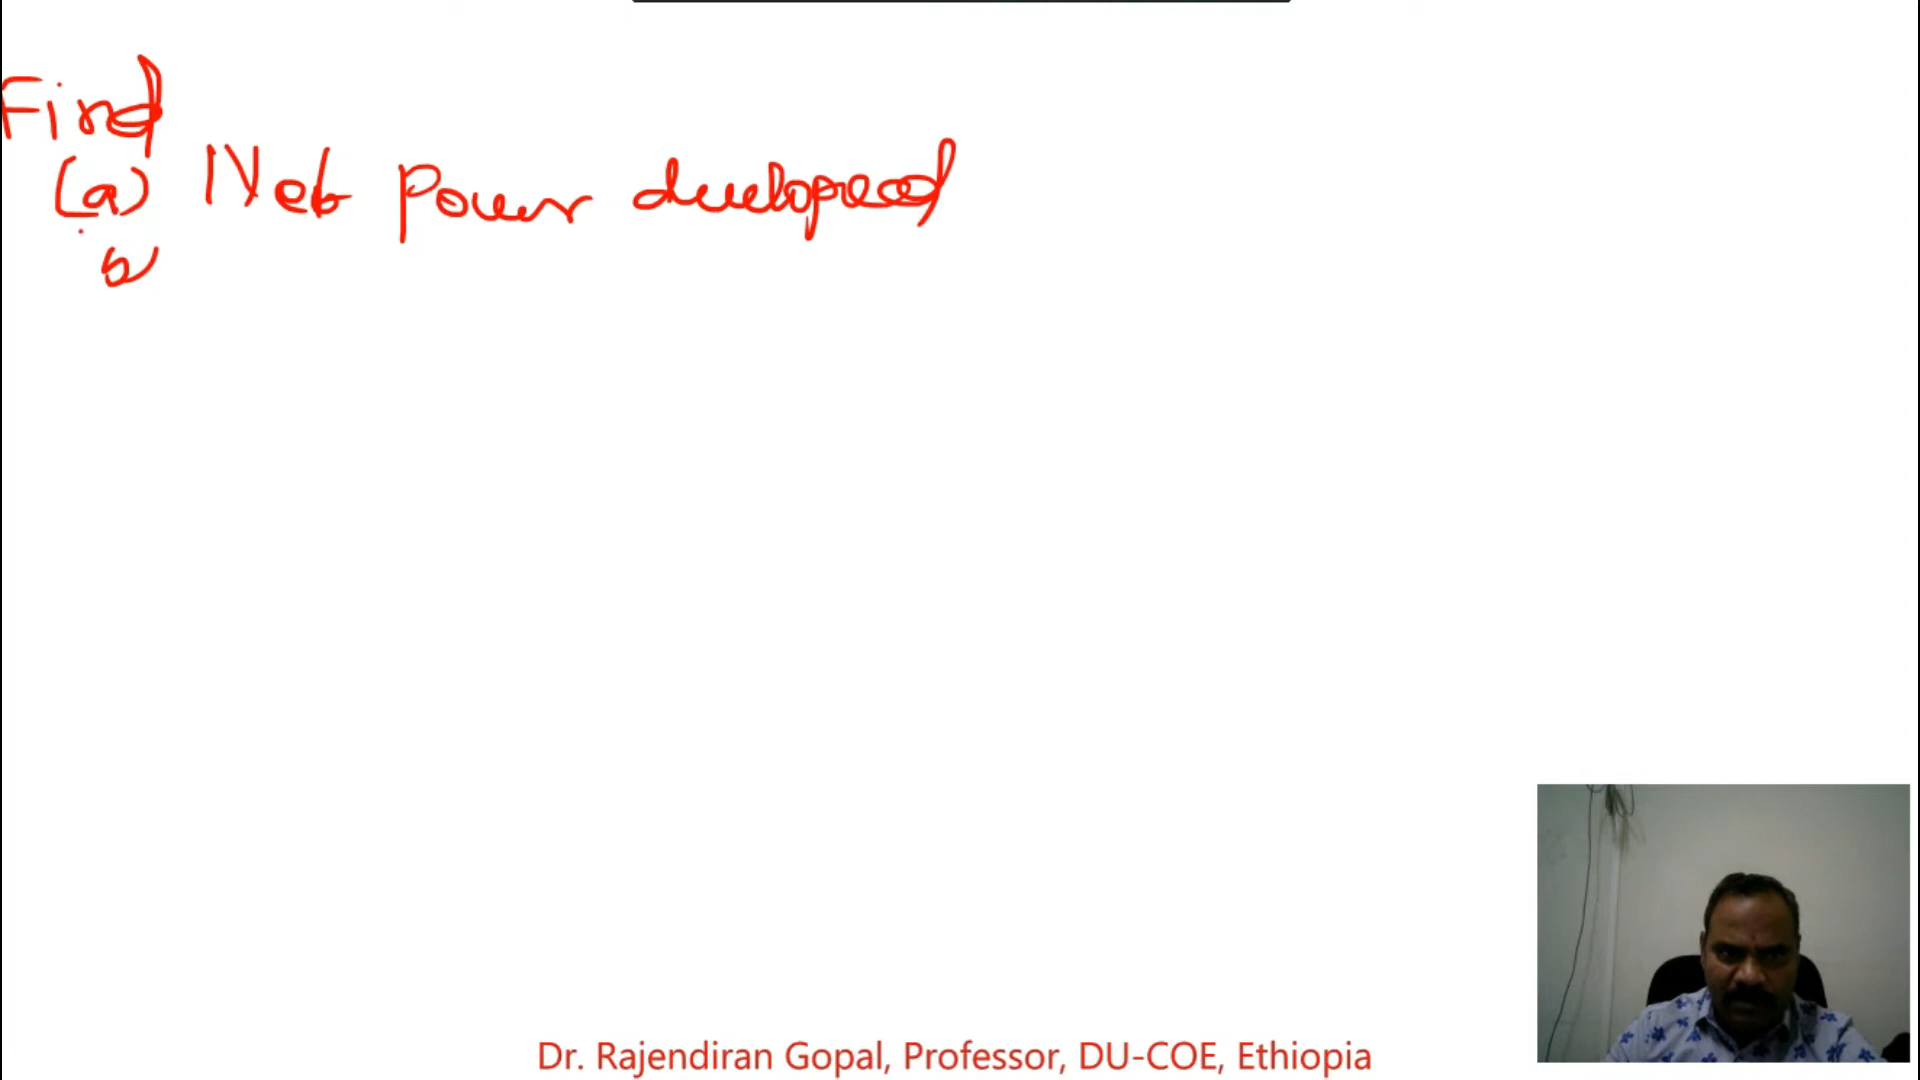 Find
(a) Net Power developed
b)
Dr. Rajendiran Gopal, Professor, DU-COE, Ethiopia